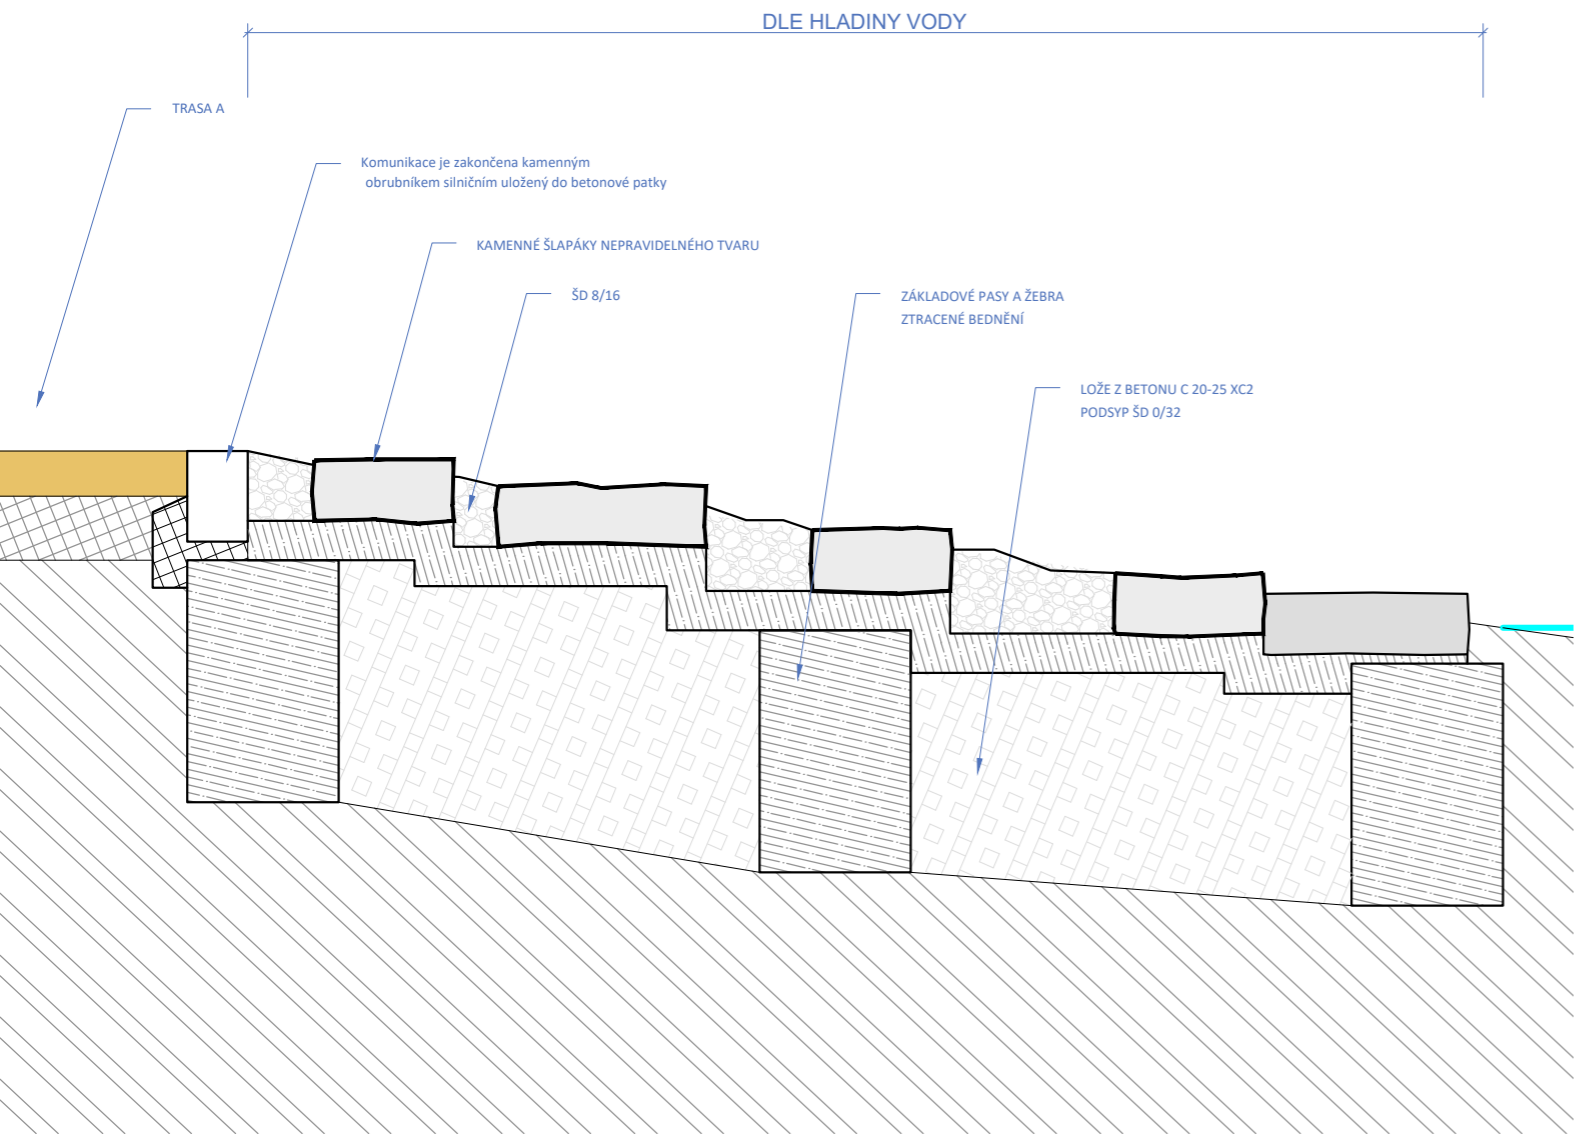 DLE HLADINY VODY
TRASA A
Komunikace je zakončena kamenným
obrubníkem silničním uložený do betonové patky
KAMENNÉ ŠLAPÁKY NEPRAVIDELNÉHO TVARU
ŠD 8/16
ZÁKLADOVÉ PASY A ŽEBRA
ZTRACENÉ BEDNĚNÍ
LOŽE Z BETONU C 20-25 XC2
PODSYP ŠD 0/32